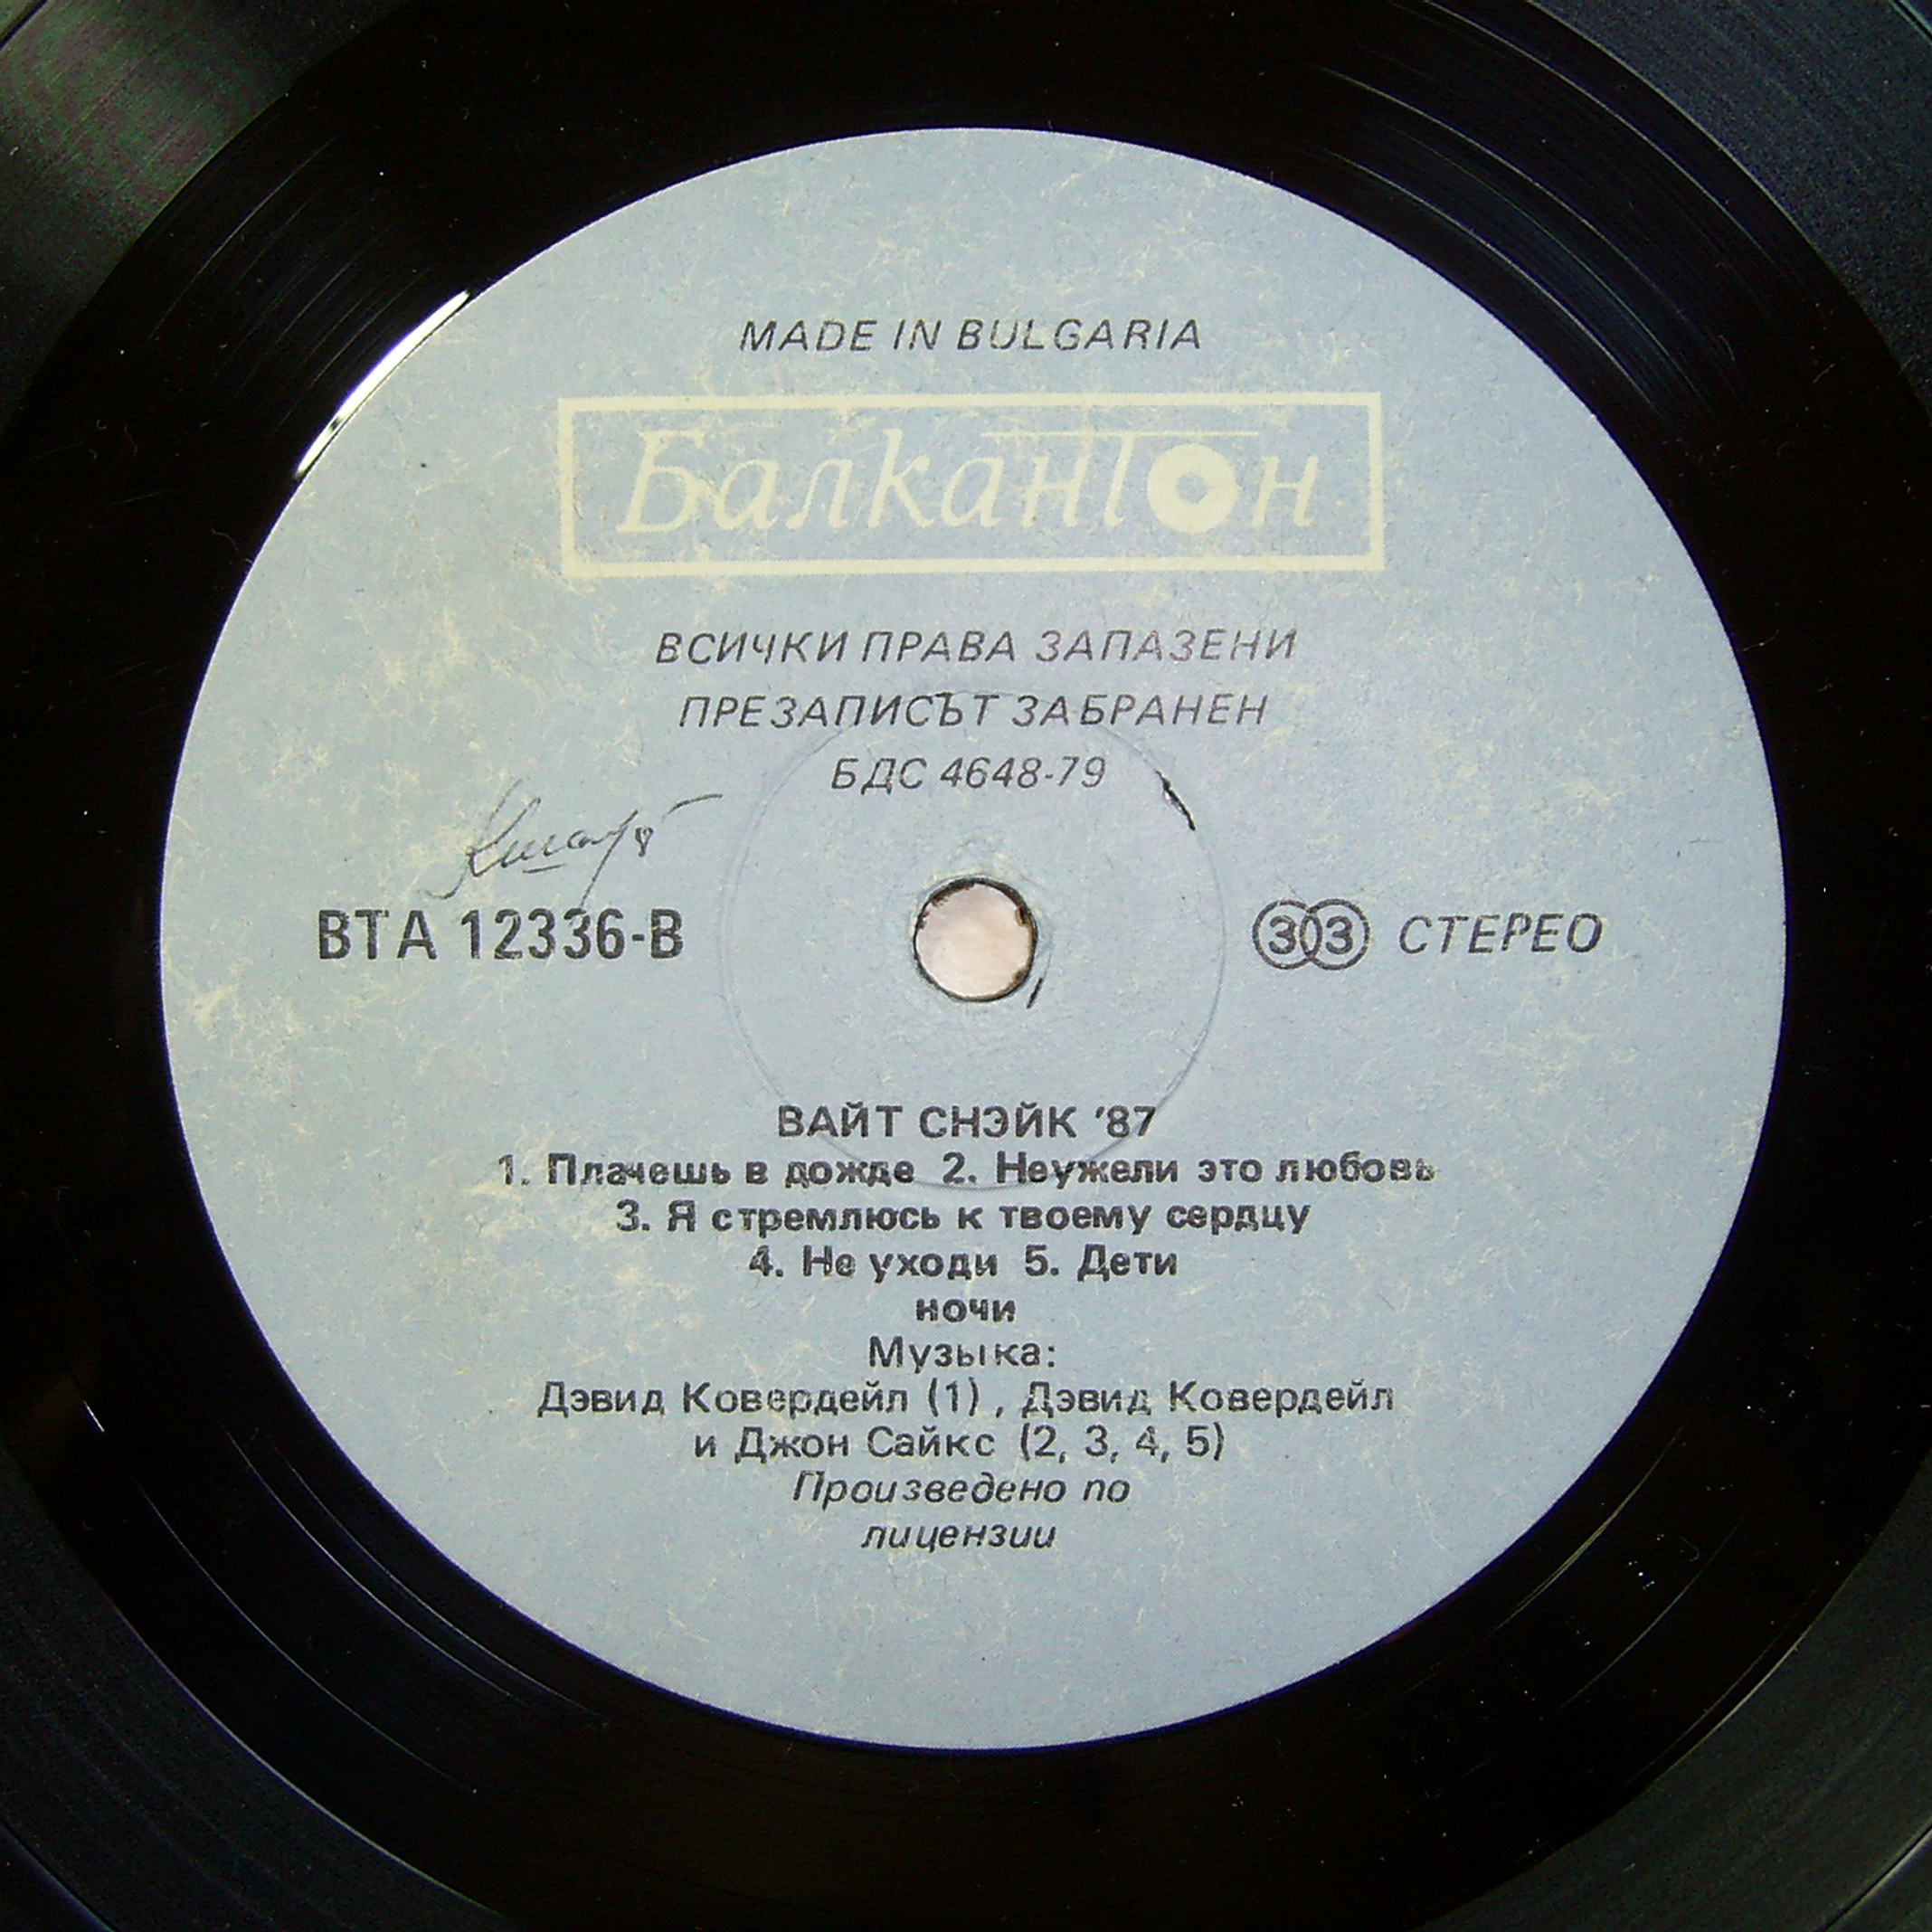 MADE IN BULGARIA
Балкантон
ВСИЧКИ ПРАВА ЗАПАЗЕНИ
ПРЕЗАПИСЪТ ЗАБРАНЕН
БДС 4648-79
ВТА 12336-В
33 СТЕРЕО
ВАЙТ СНЭЙК '87
1. Плачешь в дожде 2. Неужели это любовь
3. Я стремлюсь к твоему сердцу
4. Не уходи 5. Дети
ночи
Музыка:
Дэвид Ковердейл (1) , Дэвид Ковердейл
и Джон Сайкс (2, 3, 4, 5)
Произведено по
лицензии